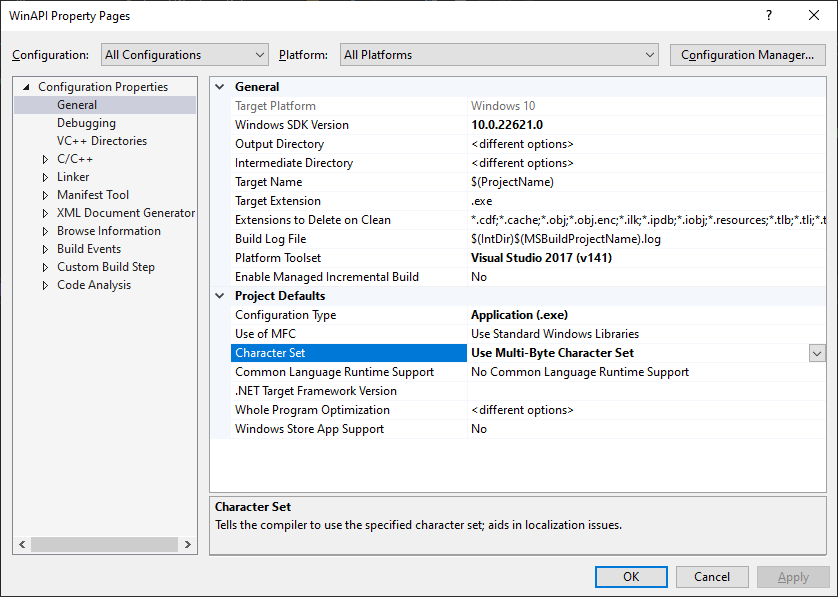 WinAPI Property Pages
?
Configuration: All Configurations Platform: All Platforms Configuration Manager...
Configuration Properties
General
Debugging
VC++ Directories
C/C++
Linker
Manifest Tool
XML Document Generator
Browse Information
Build Events
Custom Build Step
Code Analysis
General
Target Platform Windows 10
Windows SDK Version 10.0.22621.0
Output Directory <different options>
Intermediate Directory <different options>
Target Name $(ProjectName)
Target Extension .exe
Extensions to Delete on Clean *.cdf;*.cache;*.obj;*.obj.enc;*.ilk;*.ipdb;*.iobj;*.resources;*.tlb;*.tli;*.t
Build Log File $(IntDir)$(MSBuildProjectName).log
Platform Toolset Visual Studio 2017 (v141)
Enable Managed Incremental Build No
Project Defaults
Configuration Type Application (.exe)
Use of MFC Use Standard Windows Libraries
Character Set Use Multi-Byte Character Set
Common Language Runtime Support No Common Language Runtime Support
.NET Target Framework Version
Whole Program Optimization <different options>
Windows Store App Support No
Character Set
Tells the compiler to use the specified character set; aids in localization issues.
OK Cancel Apply